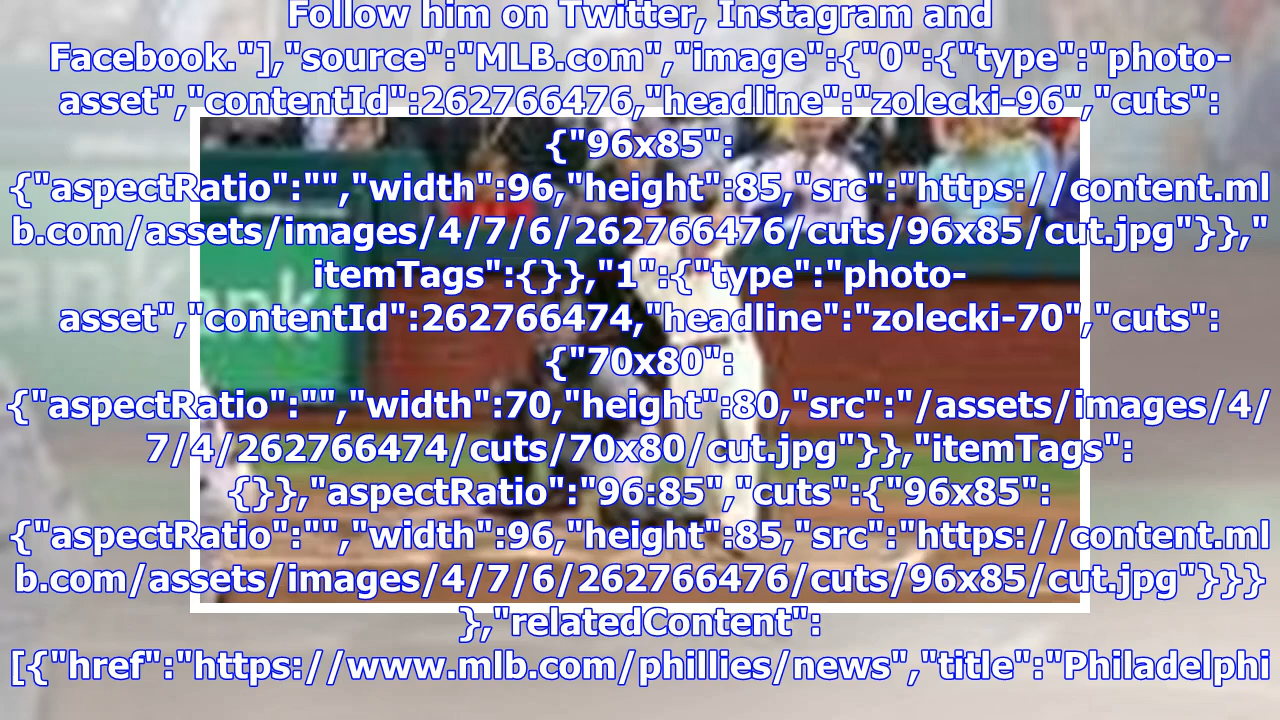 Follow him on Twitter, Instagram and
Facebook."],"source":"MLB.com","image":{"0":{"type":"photo-
asset","contentId":262766476,"headline":"zolecki-96","cuts":
{"96x85":
{"aspectRatio":"","width":96,"height":85,"src":"https://content.ml
b.com/assets/images/4/7/6/262766476/cuts/96x85/cut.jpg"}},"
itemTags":{}},"1":{"type":"photo-
asset","contentId":262766474,"headline":"zolecki-70","cuts":
{"70x80":
{"aspectRatio":"","width":70,"height":80,"src":"/assets/images/4/
7/4/262766474/cuts/70x80/cut.jpg"}},"itemTags":
{}},"aspectRatio":"96:85","cuts":{"96x85":
{"aspectRatio":"","width":96,"height":85,"src":"https://content.ml
b.com/assets/images/4/7/6/262766476/cuts/96x85/cut.jpg"}}}
},"relatedContent":
[{"href":"https://www.mlb.com/phillies/news","title":"Philadelphi